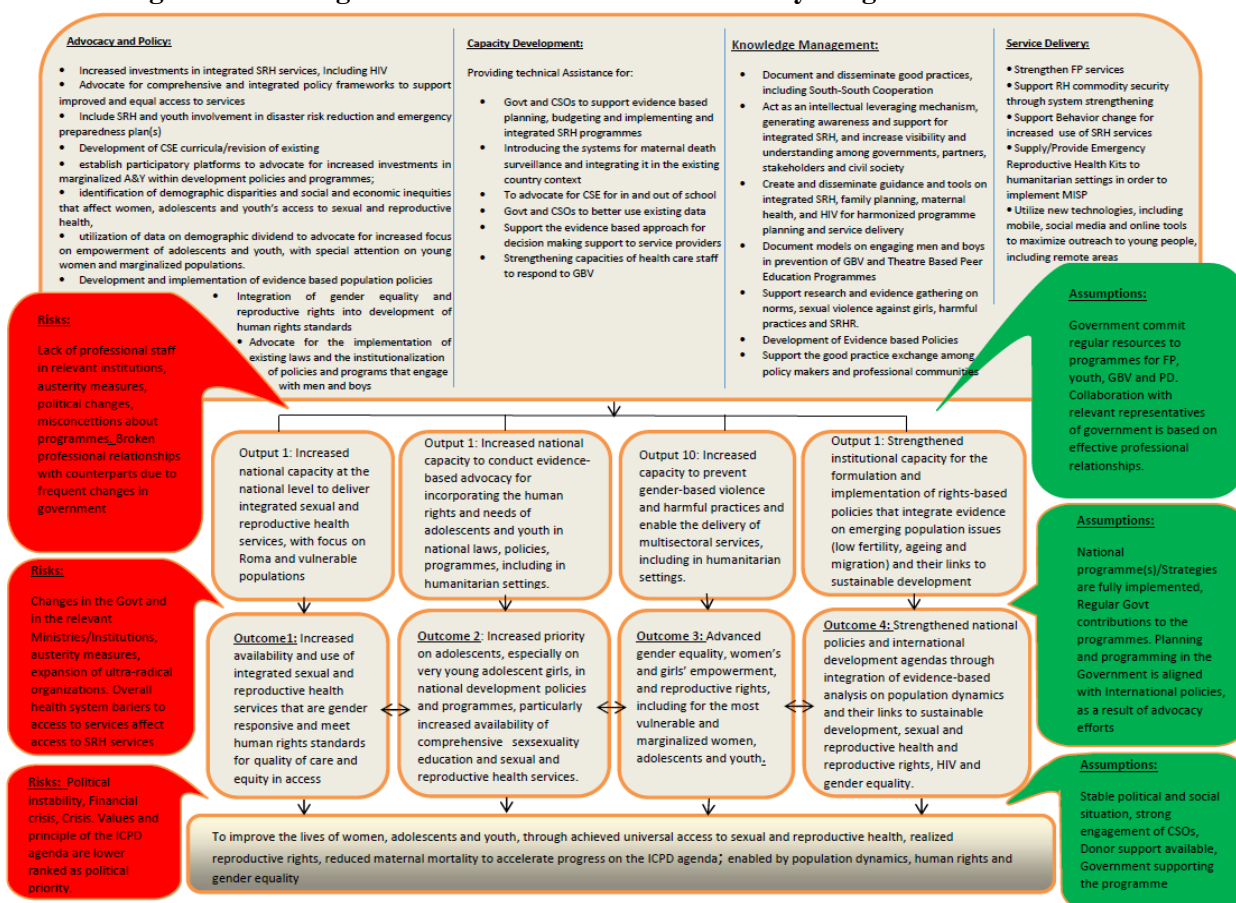 Advocacy and Policy:
• Increased investments in integrated SRH services, Including HIV
• Advocate for comprehensive and integrated policy frameworks to support
improved and equal access to services
• Include SRH and youth involvement in disaster risk reduction and emergency
preparedness plan(s)
• Development of CSE curricula/revision of existing
• establish participatory platforms to advocate for increased investments in
marginalized A&Y within development policies and programmes;
• identification of demographic disparities and social and economic inequities
that affect women, adolescents and youth's access to sexual and reproductive
health,
• utilization of data on demographic dividend to advocate for increased focus
on empowerment of adolescents and youth, with special attention on young
women and marginalized populations.
• Development and implementation of evidence based population policies
• Integration of gender equality and
reproductive rights into development of
human rights standards
• Advocate for the implementation of
existing laws and the institutionalization
of policies and programs that engage
with men and boys
Capacity Development:
Providing technical Assistance for:
• Govt and CSOs to support evidence based
planning, budgeting and implementing and
integrated SRH programmes
• Introducing the systems for maternal death
surveillance and integrating it in the existing
country context
• To advocate for CSE for in and out of school
• Govt and CSOs to better use existing data
• Support the evidence based approach for
decision making support to service providers
• Strengthening capacities of health care staff
to respond to GBV
Knowledge Management:
• Document and disseminate good practices,
including South-South Cooperation
• Act as an intellectual leveraging mechanism,
generating awareness and support for
integrated SRH, and increase visibility and
understanding among governments, partners,
stakeholders and civil society
• Create and disseminate guidance and tools on
integrated SRH, family planning, maternal
health, and HIV for harmonized programme
planning and service delivery
• Document models on engaging men and boys
in prevention of GBV and Theatre Based Peer
Education Programmes
• Support research and evidence gathering on
norms, sexual violence against girls, harmful
practices and SRHR.
• Development of Evidence based Policies
• Support the good practice exchange among
policy makers and professional communities
Service Delivery:
• Strengthen FP services
• Support RH commodity security
through system strengthening
• Support Behavior change for
increased use of SRH services
• Supply/Provide Emergency
Reproductive Health Kits to
humanitarian settings in order to
implement MISP
• Utilize new technologies, including
mobile, social media and online tools
to maximize outreach to young people,
including remote areas
Risks:
Lack of professional staff
in relevant institutions,
austerity measures,
political changes,
misconcettions about
programmes, Broken
professional relationships
with counterparts due to
frequent changes in
government
Assumptions:
Government commit
regular resources to
programmes for FP,
youth, GBV and PD.
Collaboration with
relevant representatives
of government is based on
effective professional
relationships.
Output 1: Increased
national capacity at the
national level to deliver
integrated sexual and
reproductive health
services, with focus on
Roma and vulnerable
populations
Output 1: Increased national
capacity to conduct evidence-
based advocacy for
incorporating the human
rights and needs of
adolescents and youth in
national laws, policies,
programmes, including in
humanitarian settings.
Output 10: Increased
capacity to prevent
gender-based violence
and harmful practices and
enable the delivery of
multisectoral services,
including in humanitarian
settings.
Output 1: Strengthened
institutional capacity for the
formulation and
implementation of rights-based
policies that integrate evidence
on emerging population issues
(low fertility, ageing and
migration) and their links to
sustainable development
Risks:
Changes in the Govt and
in the relevant
Ministries/Institutions,
austerity measures,
expansion of ultra-radical
organizations. Overall
health system bariers to
access to services affect
access to SRH services
Assumptions:
National
programme(s)/Strategies
are fully implemented,
Regular Govt
contributions to the
programmes. Planning
and programming in the
Government is aligned
with International policies,
as a result of advocacy
efforts
Outcome1: Increased
availability and use of
integrated sexual and
reproductive health
services that are gender
responsive and meet
human rights standards
for quality of care and
equity in access
Outcome 2: Increased priority
on adolescents, especially on
very young adolescent girls, in
national development policies
and programmes, particularly
increased availability of
comprehensive sexsexuality
education and sexual and
reproductive health services.
Outcome 3: Advanced
gender equality, women's
and girls' empowerment,
and reproductive rights,
including for the most
vulnerable and
marginalized women,
adolescents and youth.
Outcome 4: Strengthened national
policies and international
development agendas through
integration of evidence-based
analysis on population dynamics
and their links to sustainable
development, sexual and
reproductive health and
reproductive rights, HIV and
gender equality.
Risks: Political
instability, Financial
crisis, Crisis. Values and
principle of the ICPD
agenda are lower
ranked as political
priority.
Assumptions:
Stable political and social
situation, strong
engagement of CSOs,
Donor support available,
Government supporting
the programme
To improve the lives of women, adolescents and youth, through achieved universal access to sexual and reproductive health, realized
reproductive rights, reduced maternal mortality to accelerate progress on the ICPD agenda; enabled by population dynamics, human rights and
gender equality